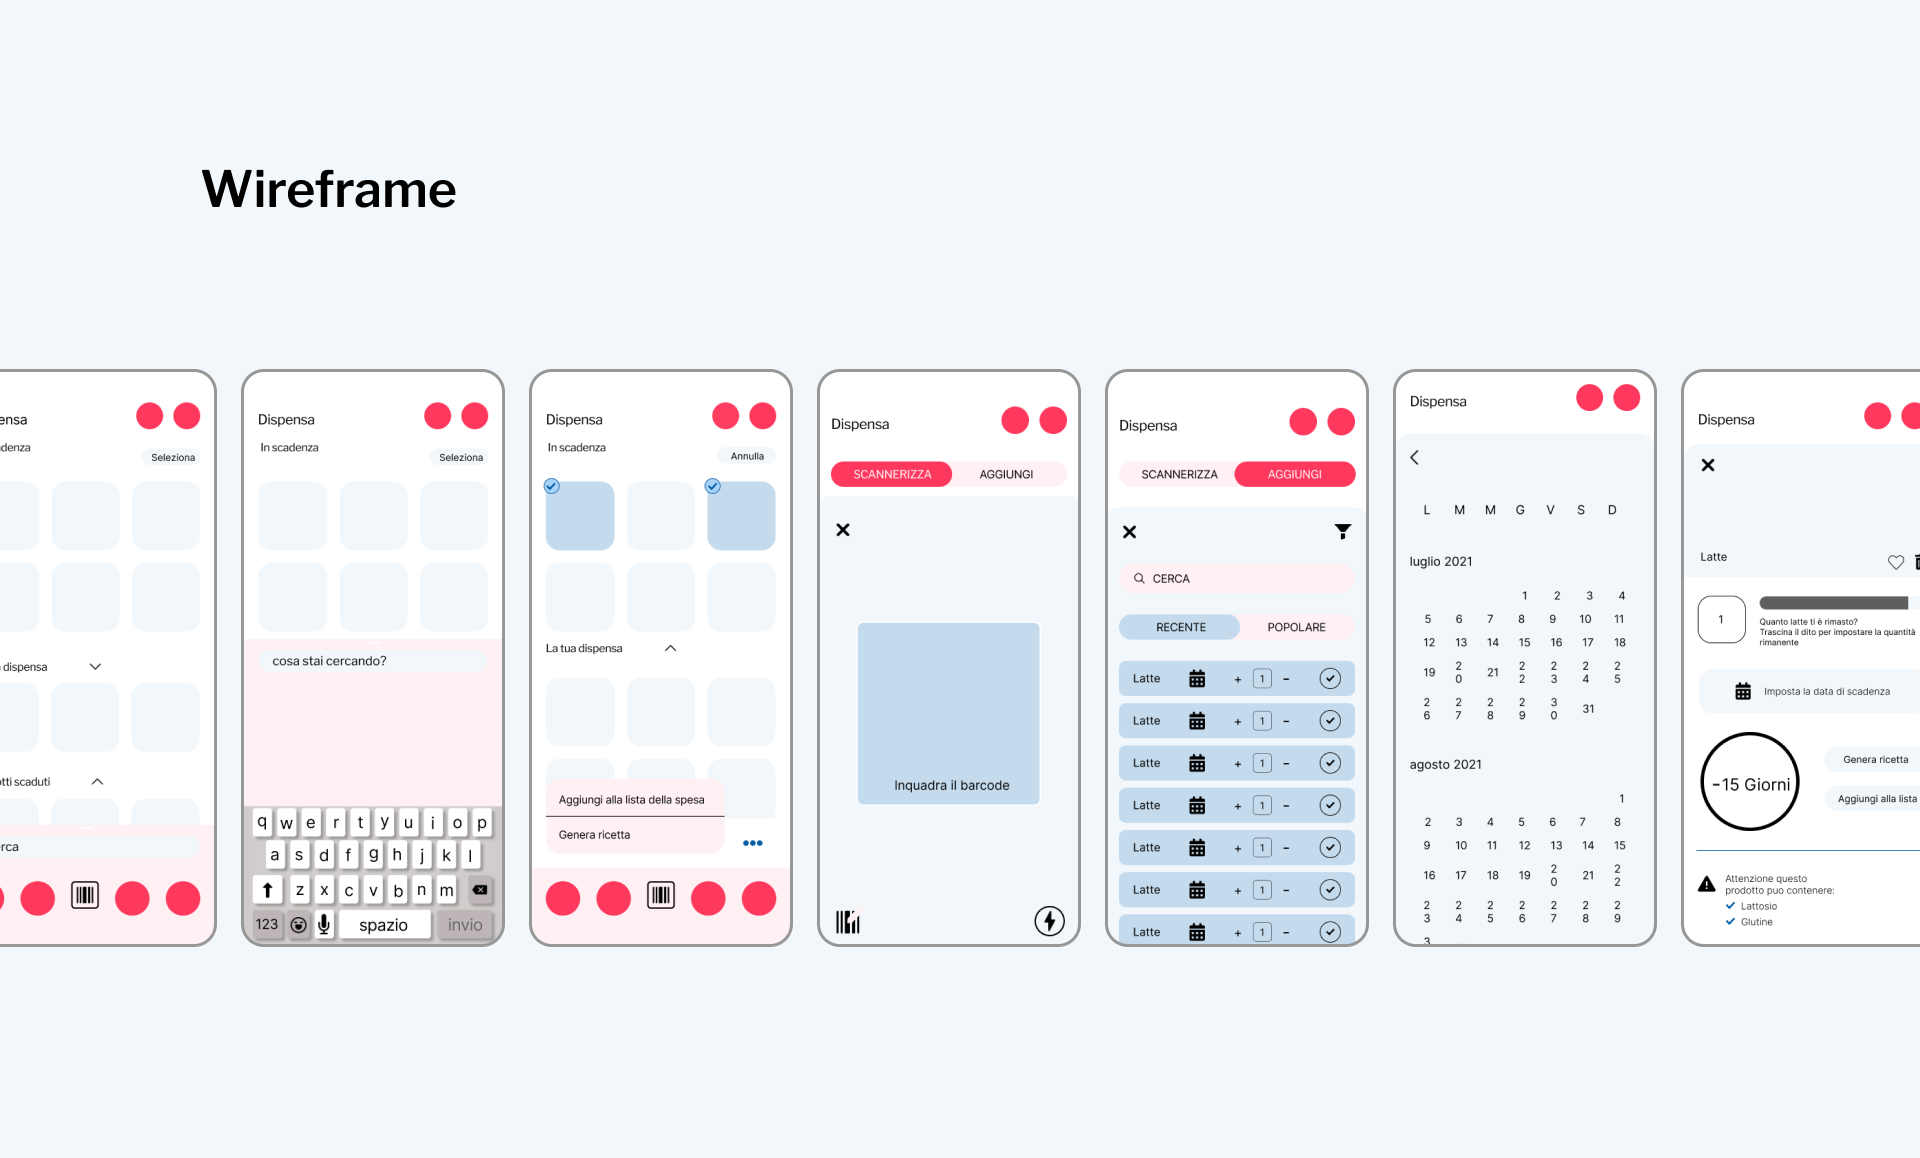 Wireframe
ensa
denza
Seleziona
dispensa
otti scaduti
rca
Dispensa
In scadenza
Seleziona
cosa stai cercando?
q w e r t y u i o p
a s d f g h j k l
z x c v b n m
123 spazio invio
Dispensa
In scadenza
Annulla
La tua dispensa
Aggiungi alla lista della spesa
Genera ricetta
Dispensa
SCANNERIZZA AGGIUNGI
Inquadra il barcode
Dispensa
SCANNERIZZA AGGIUNGI
CERCA
RECENTE POPOLARE
Latte + 1 -
Latte + 1 -
Latte + 1 -
Latte + 1 -
Latte + 1 -
Latte + 1 -
Latte + 1 -
Dispensa
L M M G V S D
luglio 2021
1 2 3 4
5 6 7 8 9 10 11
12 13 14 15 16 17 18
19 20 21 22 23 24 25
26 27 28 29 30 31
agosto 2021
1
2 3 4 5 6 7 8
9 10 11 12 13 14 15
16 17 18 19 20 21 22
23 24 25 26 27 28 29
3
Dispensa
Latte
1
Quanto latte ti è rimasto?
Trascina il dito per impostare la quantità
rimanente
Imposta la data di scadenza
-15 Giorni
Genera ricetta
Aggiungi alla lista
Attenzione questo
prodotto puo contenere:
Lattosio
Glutine